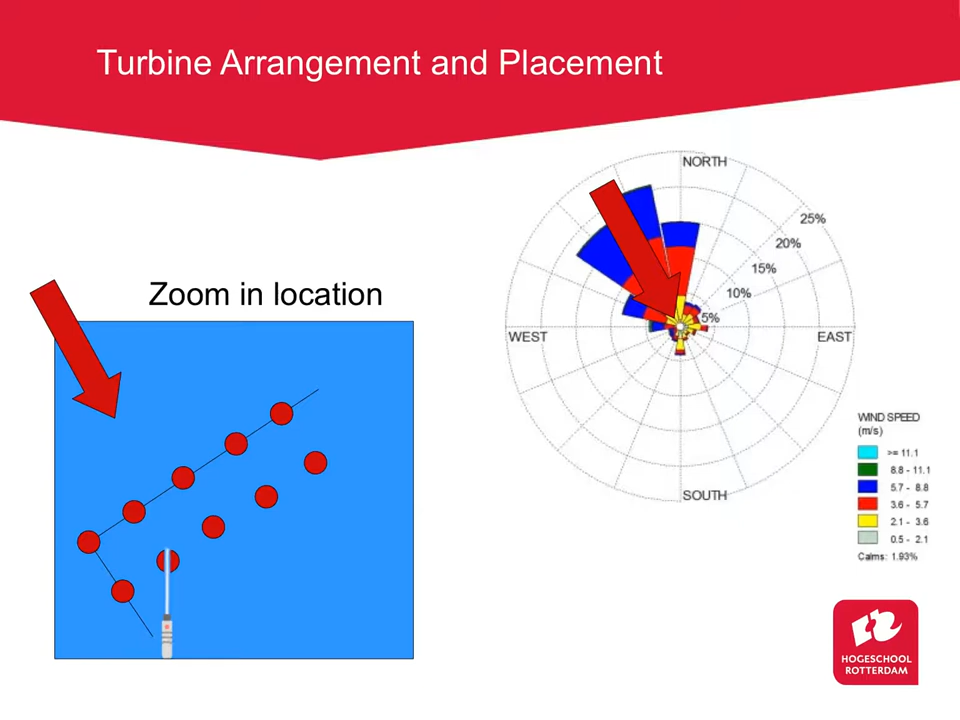 Turbine Arrangement and Placement
Zoom in location
NORTH
25%
20%
15%
10%
5%
WEST
EAST
SOUTH
WIND SPEED
(m/s)
>= 11.1
8.8 - 11.1
5.7 - 8.8
3.6 - 5.7
2.1 - 3.6
0.5 - 2.1
Calms: 1.93%
HOGESCHOOL
ROTTERDAM